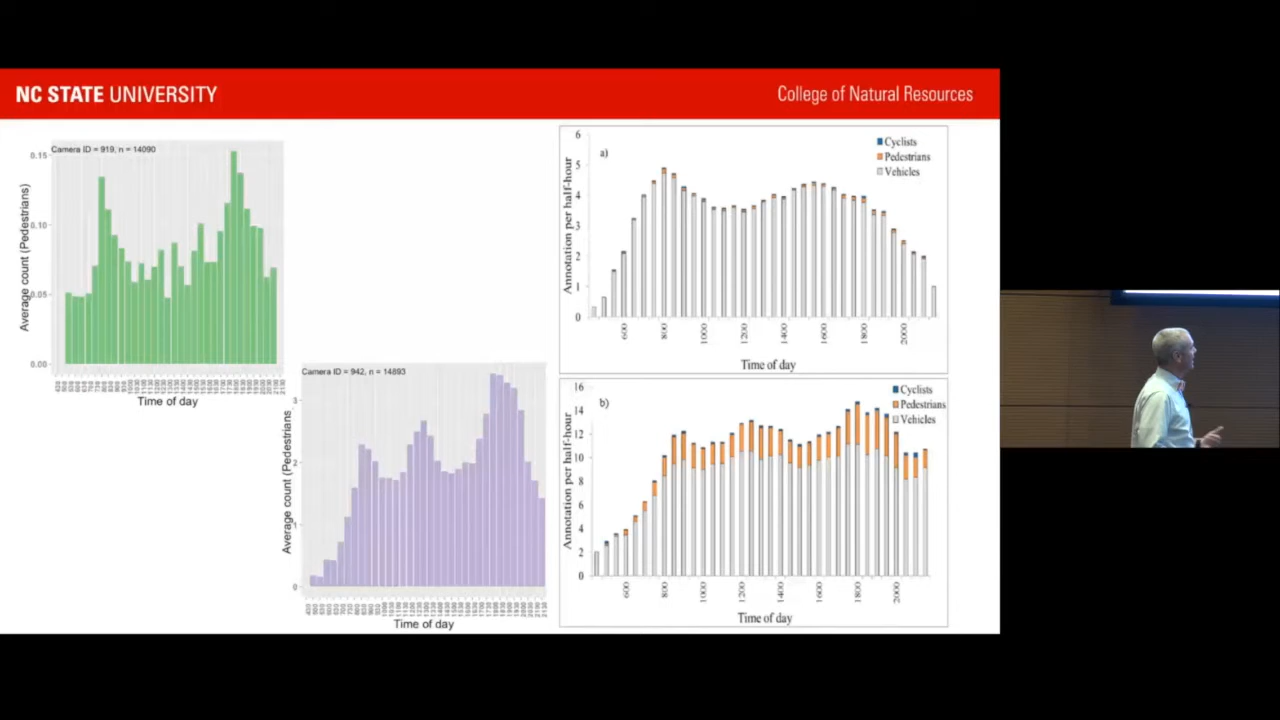 NC STATE UNIVERSITY
College of Natural Resources
Camera ID = 919, n = 14090
0.15
0.10
0.05
0.00
Average count (Pedestrians)
Time of day
Camera ID = 942, n = 14893
3
2
1
0
Average count (Pedestrians
Time of day
a)
Cyclists
Pedestrians
Vehicles
6
5
4
3
2
1
0
Annotation per half-hour
600 800 1000 1200 1400 1600 1800 2000
Time of day
b)
Cyclists
Pedestrians
Vehicles
16
14
12
10
8
6
4
2
0
Annotation per half-hour
600 800 1000 1200 1400 1600 1800 2000
Time of day